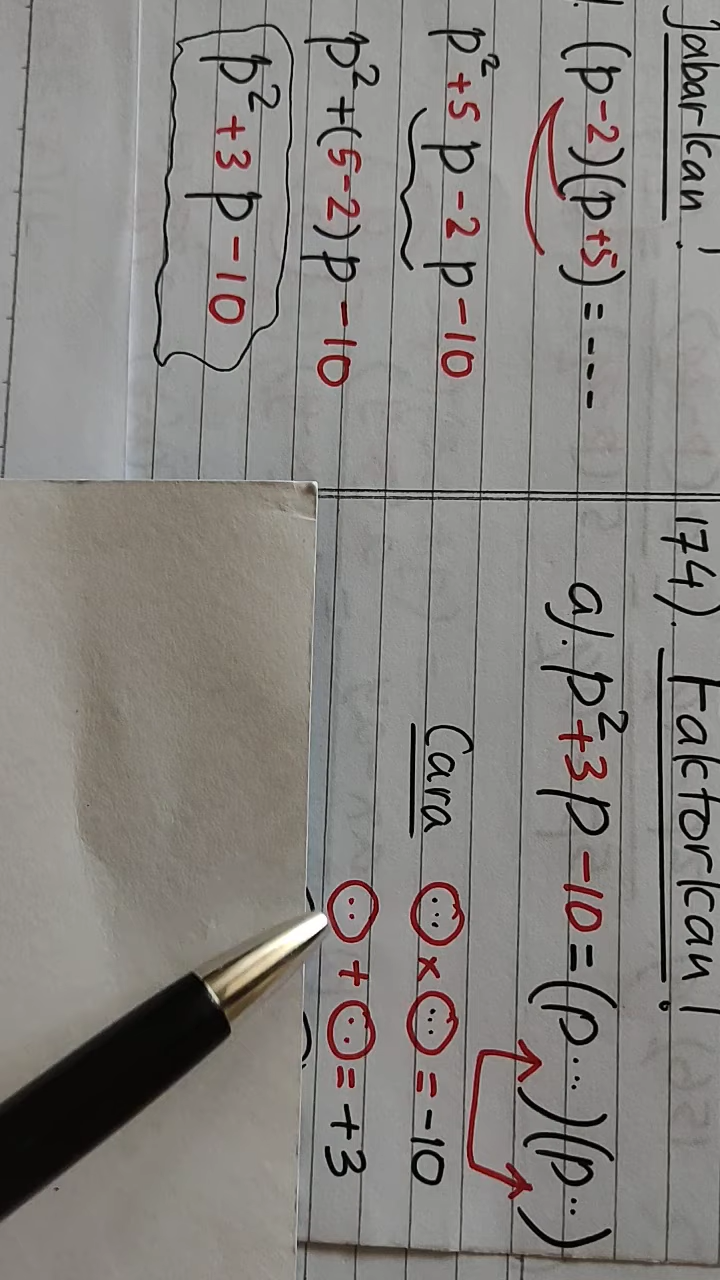 Jabarkan!
. (p-2)(p+5) = ---
p²+5p-2p-10
p²+(5-2)p-10
p²+3p-10
174). Faktorkan!
a). p²+3p-10=(p...)(p..)
Cara ... x ... = -10
.. + .. = +3